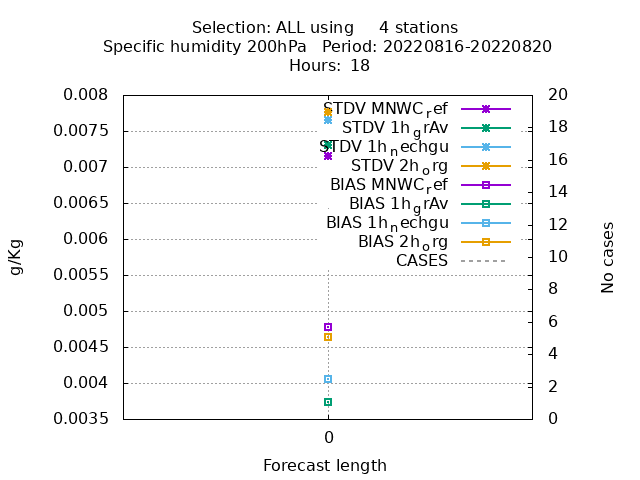 Selection: ALL using     4 stations
Specific humidity 200hPa   Period: 20220816-20220820
Hours:  18
0.008
0.0075
0.007
0.0065
0.006
0.0055
0.005
0.0045
0.004
0.0035
g/Kg
STDV MNWC_ref
STDV 1h_grAv
STDV 1h_nechgu
STDV 2h_org
BIAS MNWC_ref
BIAS 1h_grAv
BIAS 1h_nechgu
BIAS 2h_org
CASES
20
18
16
14
12
10
8
6
4
2
0
No cases
0
Forecast length